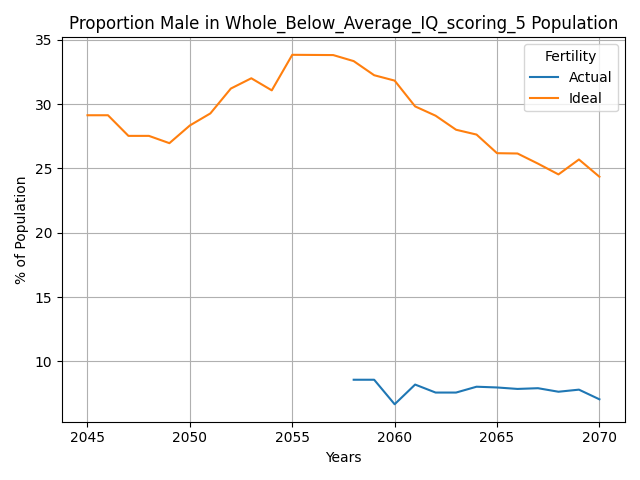 Proportion Male in Whole_Below_Average_IQ_scoring_5 Population
35
30
25
20
15
10
% of Population
Fertility
Actual
Ideal
2045
2050
2055
2060
2065
2070
Years